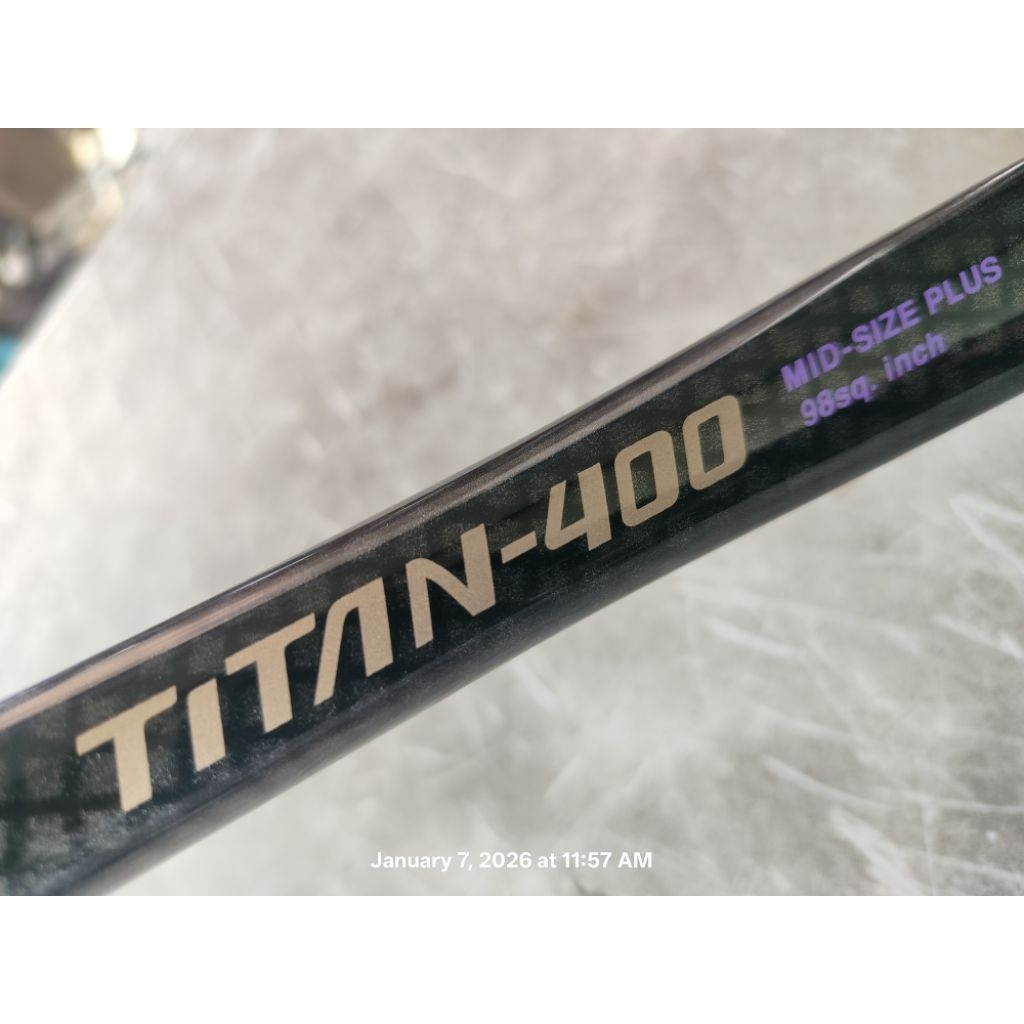 TITAN-400
MID-SIZE PLUS
98sq. inch
January 7, 2026 at 11:57 AM